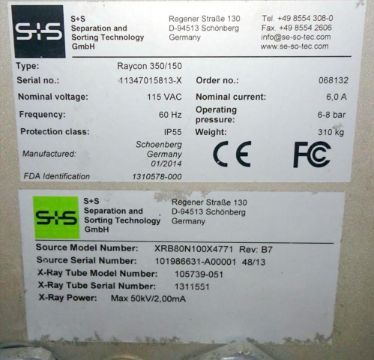 S+S
S+S
Separation and
Sorting Technology
GmbH
Regener Straße 130
D-94513 Schönberg
Germany
Tel. +49 8554 308-0
Fax. +49 8554 2606
info@se-so-tec.com
www.se-so-tec.com
Type: Raycon 350/150
Serial no.: 11347015813-X Order no.: 068132
Nominal voltage: 115 VAC Nominal current: 6,0 A
Frequency: 60 Hz Operating pressure: 6-8 bar
Protection class: IP55 Weight: 310 kg
Manufactured: Schoenberg
Germany
01/2014
CE FC
FDA Identification 1310578-000
S+S
S+S
Separation and
Sorting Technology
GmbH
Regener Straße 130
D-94513 Schönberg
Germany
Source Model Number: XRB80N100X4771 Rev: B7
Source Serial Number: 101986631-A00001 48/13
X-Ray Tube Model Number: 105739-051
X-Ray Tube Serial Number: 1311551
X-Ray Power: Max 50kV/2,00mA